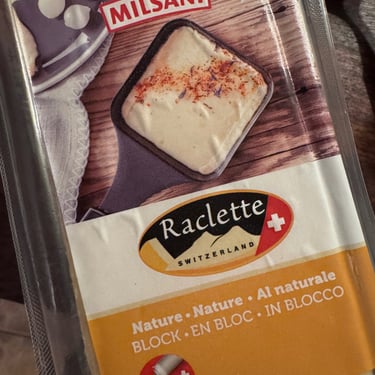 MILSANI
Raclette
SWITZERLAND
Nature • Nature • Al naturale
BLOCK • EN BLOC • IN BLOCCO